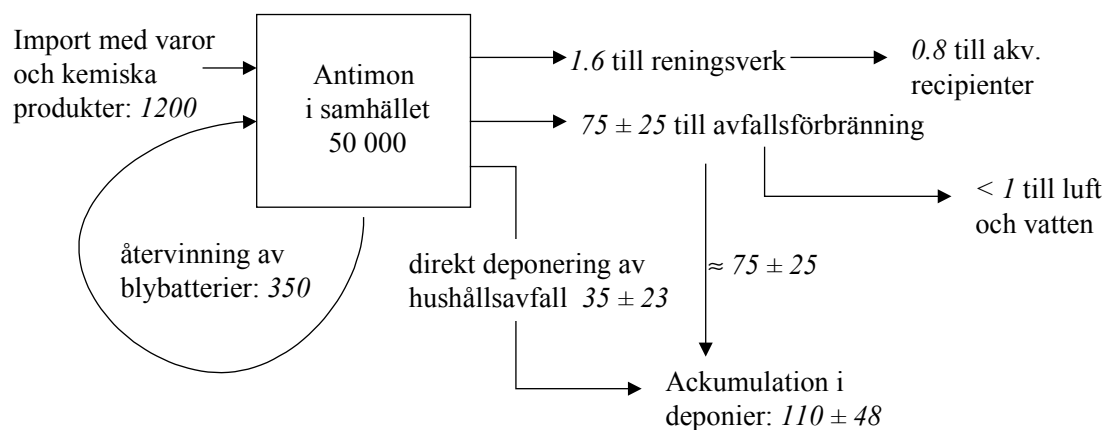 Import med varor
och kemiska
produkter: 1200
Antimon
i samhället
50 000
1.6 till reningsverk
0.8 till akv.
recipienter
75 ± 25 till avfallsförbränning
< 1 till luft
och vatten
återvinning av
blybatterier: 350
direkt deponering av
hushållsavfall 35 ± 23
≈ 75 ± 25
Ackumulation i
deponier: 110 ± 48